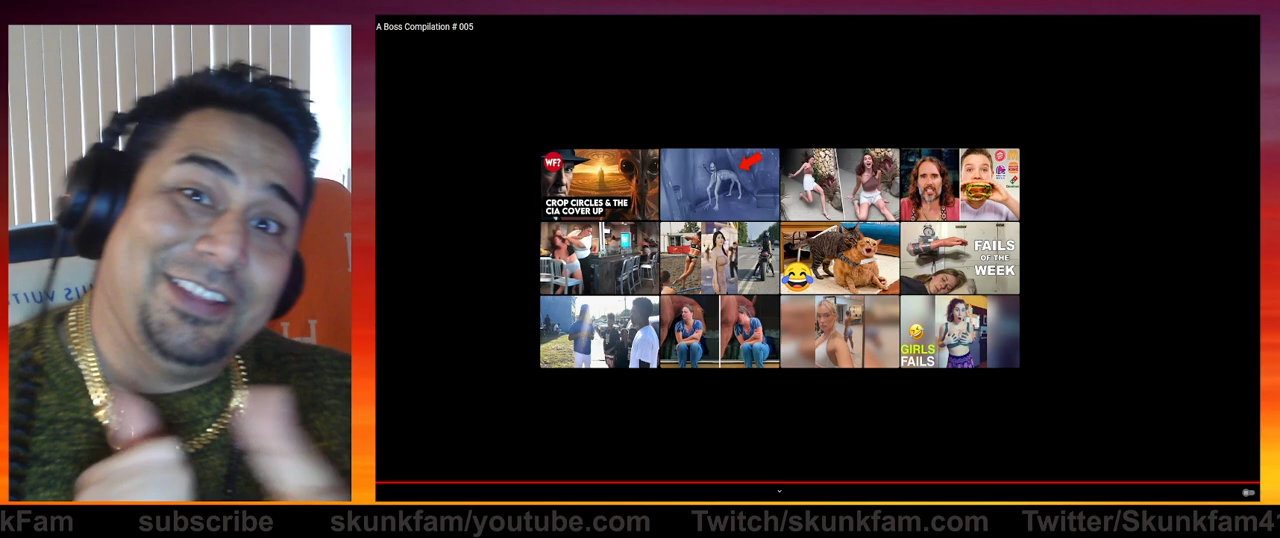 A Boss Compilation # 005
WF?
CROP CIRCLES & THE
CIA COVER UP
FAILS
OF THE
WEEK
GIRLS
FAILS
kFam subscribe skunkfam/youtube.com Twitch/skunkfam.com Twitter/Skunkfam4